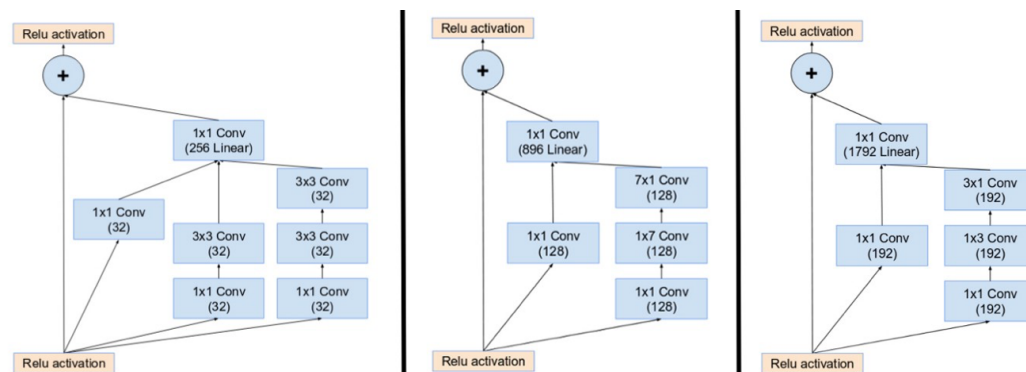 Relu activation
+
1x1 Conv
(256 Linear)
3x3 Conv
(32)
1x1 Conv
(32)
3x3 Conv
(32)
3x3 Conv
(32)
1x1 Conv
(32)
1x1 Conv
(32)
Relu activation
Relu activation
+
1x1 Conv
(896 Linear)
7x1 Conv
(128)
1x1 Conv
(128)
1x7 Conv
(128)
1x1 Conv
(128)
Relu activation
Relu activation
+
1x1 Conv
(1792 Linear)
3x1 Conv
(192)
1x1 Conv
(192)
1x3 Conv
(192)
1x1 Conv
(192)
Relu activation